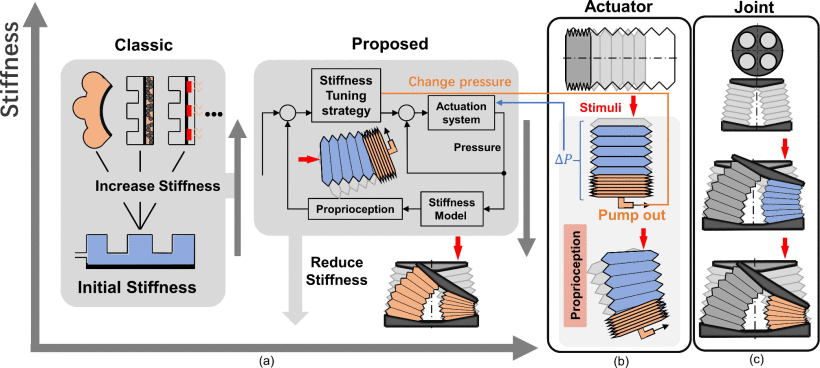 Stiffness
Classic
Increase Stiffness
Initial Stiffness
Proposed
Stiffness
Tuning
strategy
Change pressure
Actuation
system
Pressure
Proprioception
Stiffness
Model
Reduce
Stiffness
(a)
Actuator
Stimuli
ΔP
Pump out
Proprioception
(b)
Joint
(c)